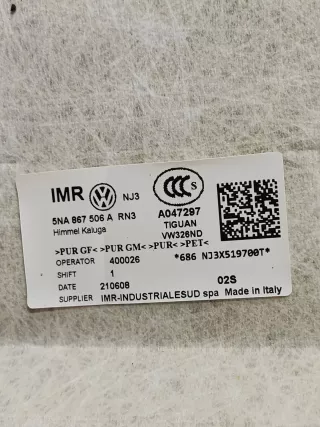 IMR NJ3 CCC S
5NA 867 506 A RN3 A047297
Himmel Kaluga TIGUAN
VW326ND
>PUR GF< >PUR GM< >PUR< >PET<
OPERATOR 400026 *686 NJ3X519700T*
SHIFT 1
DATE 210608 02S
SUPPLIER IMR-INDUSTRIALESUD spa Made in Italy